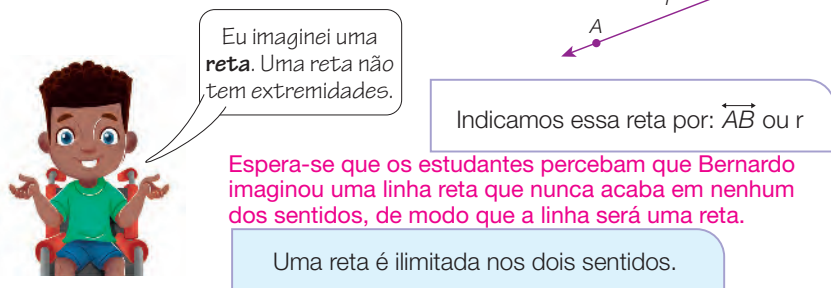 Eu imaginei uma
reta. Uma reta não
tem extremidades.
A
Indicamos essa reta por: AB ou r
Espera-se que os estudantes percebam que Bernardo
imaginou uma linha reta que nunca acaba em nenhum
dos sentidos, de modo que a linha será uma reta.
Uma reta é ilimitada nos dois sentidos.